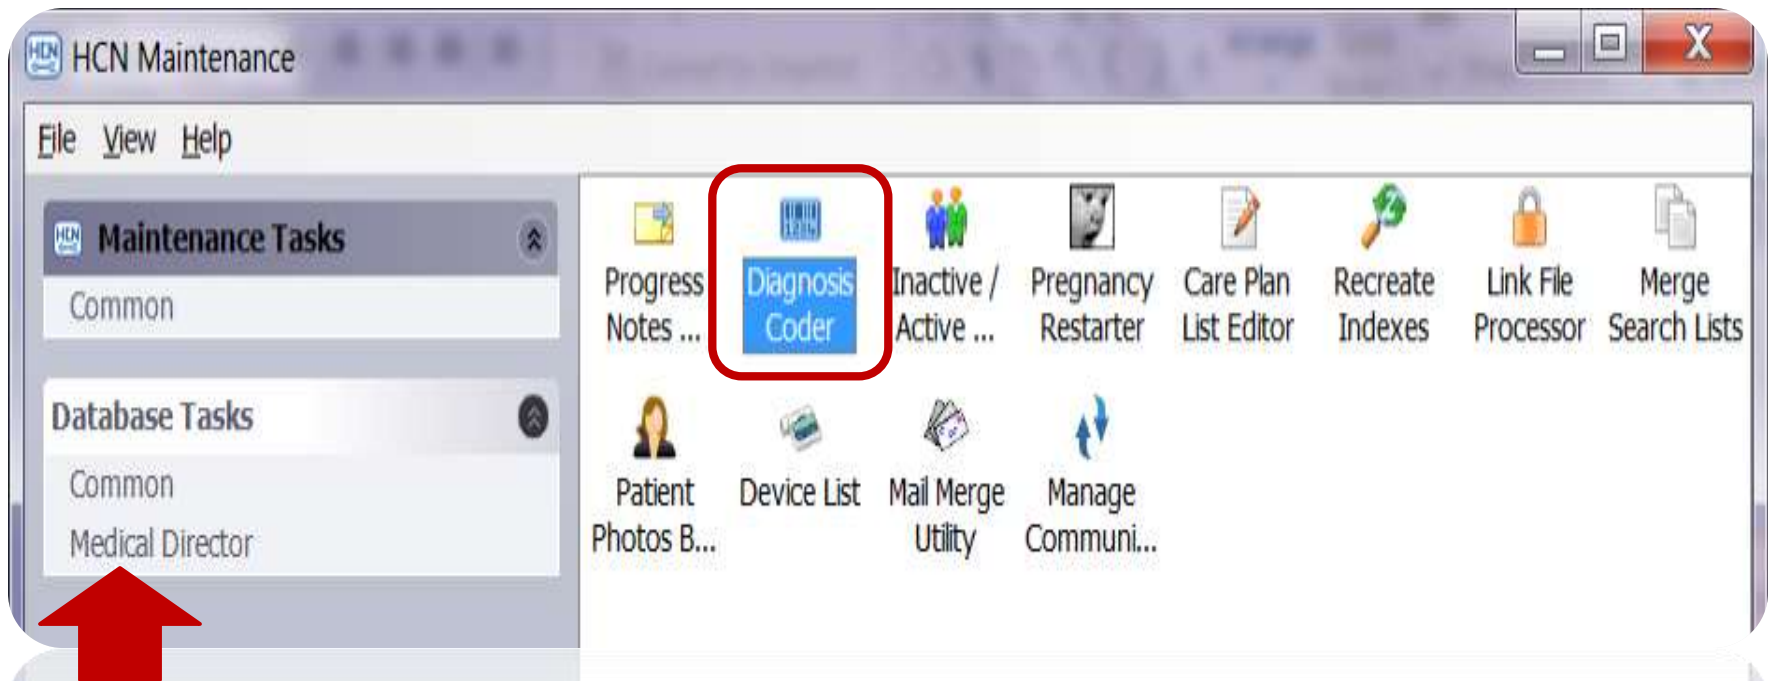 HCN Maintenance
File View Help
Maintenance Tasks
Common
Database Tasks
Common
Medical Director
Progress
Notes ...
Diagnosis
Coder
Inactive /
Active ...
Pregnancy
Restarter
Care Plan
List Editor
Recreate
Indexes
Link File
Processor
Merge
Search Lists
Patient
Photos B...
Device List
Mail Merge
Utility
Manage
Communi...